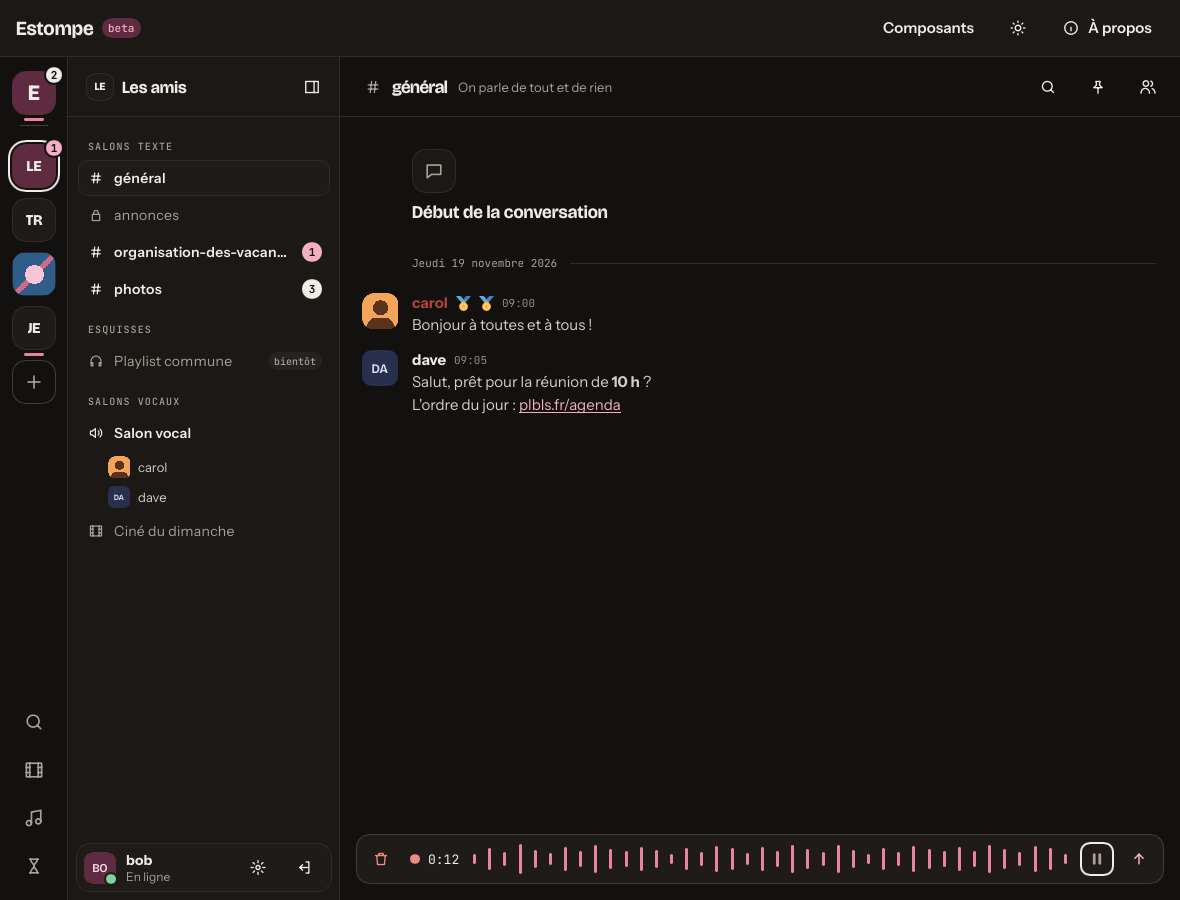 Estompe beta
Composants
À propos
E 2
LE 1
TR
JE
LE Les amis
SALONS TEXTE
# général
annonces
# organisation-des-vacan… 1
# photos 3
ESQUISSES
Playlist commune bientôt
SALONS VOCAUX
Salon vocal
carol
DA dave
Ciné du dimanche
BO bob
En ligne
# général On parle de tout et de rien
Début de la conversation
Jeudi 19 novembre 2026
carol 09:00
Bonjour à toutes et à tous !
DA dave 09:05
Salut, prêt pour la réunion de 10 h ?
L'ordre du jour : plbls.fr/agenda
0:12